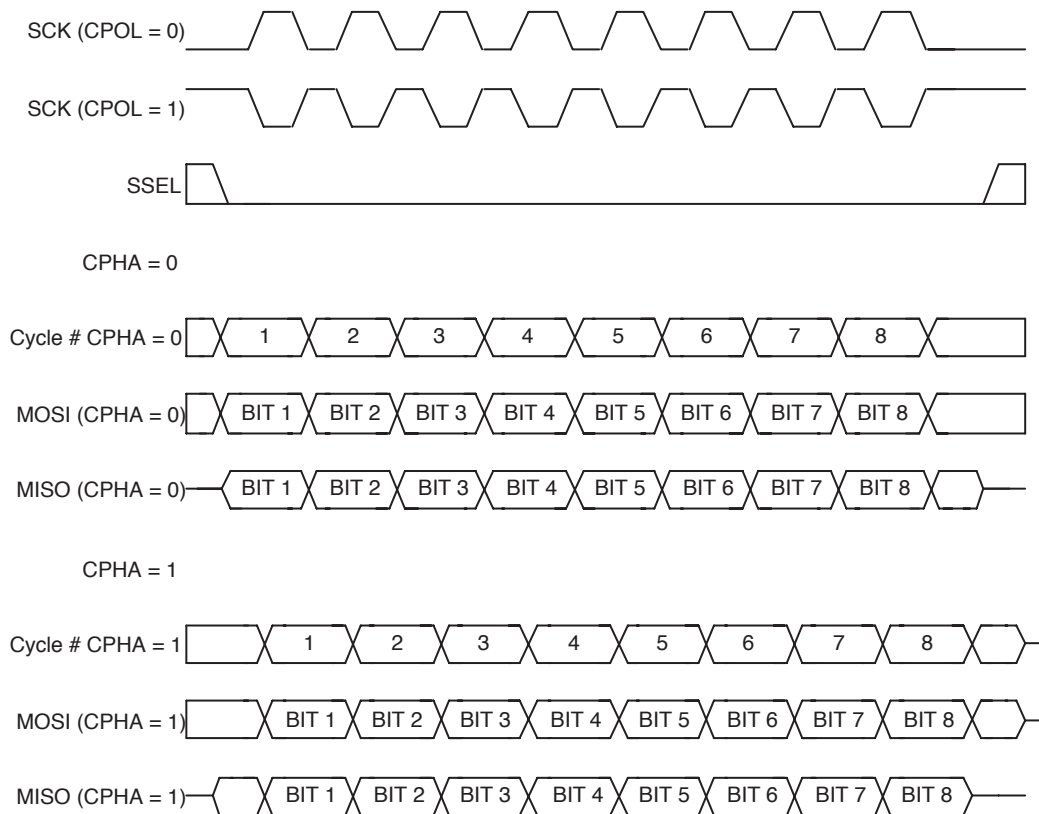 SCK (CPOL = 0)
SCK (CPOL = 1)
SSEL
CPHA = 0
Cycle # CPHA = 0 1 2 3 4 5 6 7 8
MOSI (CPHA = 0) BIT 1 BIT 2 BIT 3 BIT 4 BIT 5 BIT 6 BIT 7 BIT 8
MISO (CPHA = 0) BIT 1 BIT 2 BIT 3 BIT 4 BIT 5 BIT 6 BIT 7 BIT 8
CPHA = 1
Cycle # CPHA = 1 1 2 3 4 5 6 7 8
MOSI (CPHA = 1) BIT 1 BIT 2 BIT 3 BIT 4 BIT 5 BIT 6 BIT 7 BIT 8
MISO (CPHA = 1) BIT 1 BIT 2 BIT 3 BIT 4 BIT 5 BIT 6 BIT 7 BIT 8